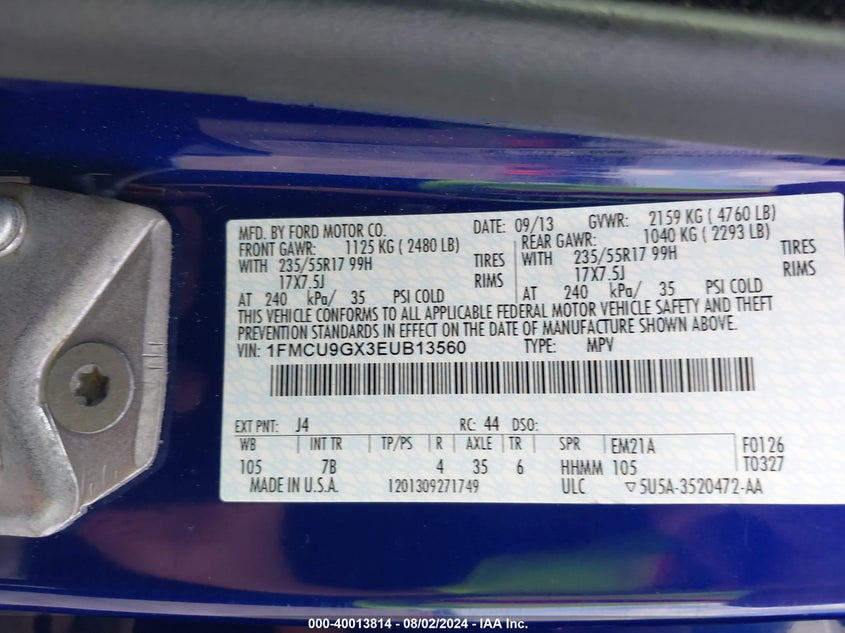 MFD. BY FORD MOTOR CO. DATE: 09/13 GVWR: 2159 KG ( 4760 LB)
FRONT GAWR: 1125 KG ( 2480 LB) REAR GAWR: 1040 KG ( 2293 LB)
WITH 235/55R17 99H TIRES WITH 235/55R17 99H TIRES
17X7.5J RIMS 17X7.5J RIMS
AT 240 kPa/ 35 PSI COLD AT 240 kPa/ 35 PSI COLD
THIS VEHICLE CONFORMS TO ALL APPLICABLE FEDERAL MOTOR VEHICLE SAFETY AND THEFT
PREVENTION STANDARDS IN EFFECT ON THE DATE OF MANUFACTURE SHOWN ABOVE.
VIN: 1FMCU9GX3EUB13560 TYPE: MPV
EXT PNT: J4 RC: 44 DSO:
WB INT TR TP/PS R AXLE TR SPR EM21A F0126
105 7B 4 35 6 HHMM 105 T0327
MADE IN U.S.A. 1201309271749 ULC ▽5U5A-3520472-AA
000-40013814 - 08/02/2024 - IAA Inc.